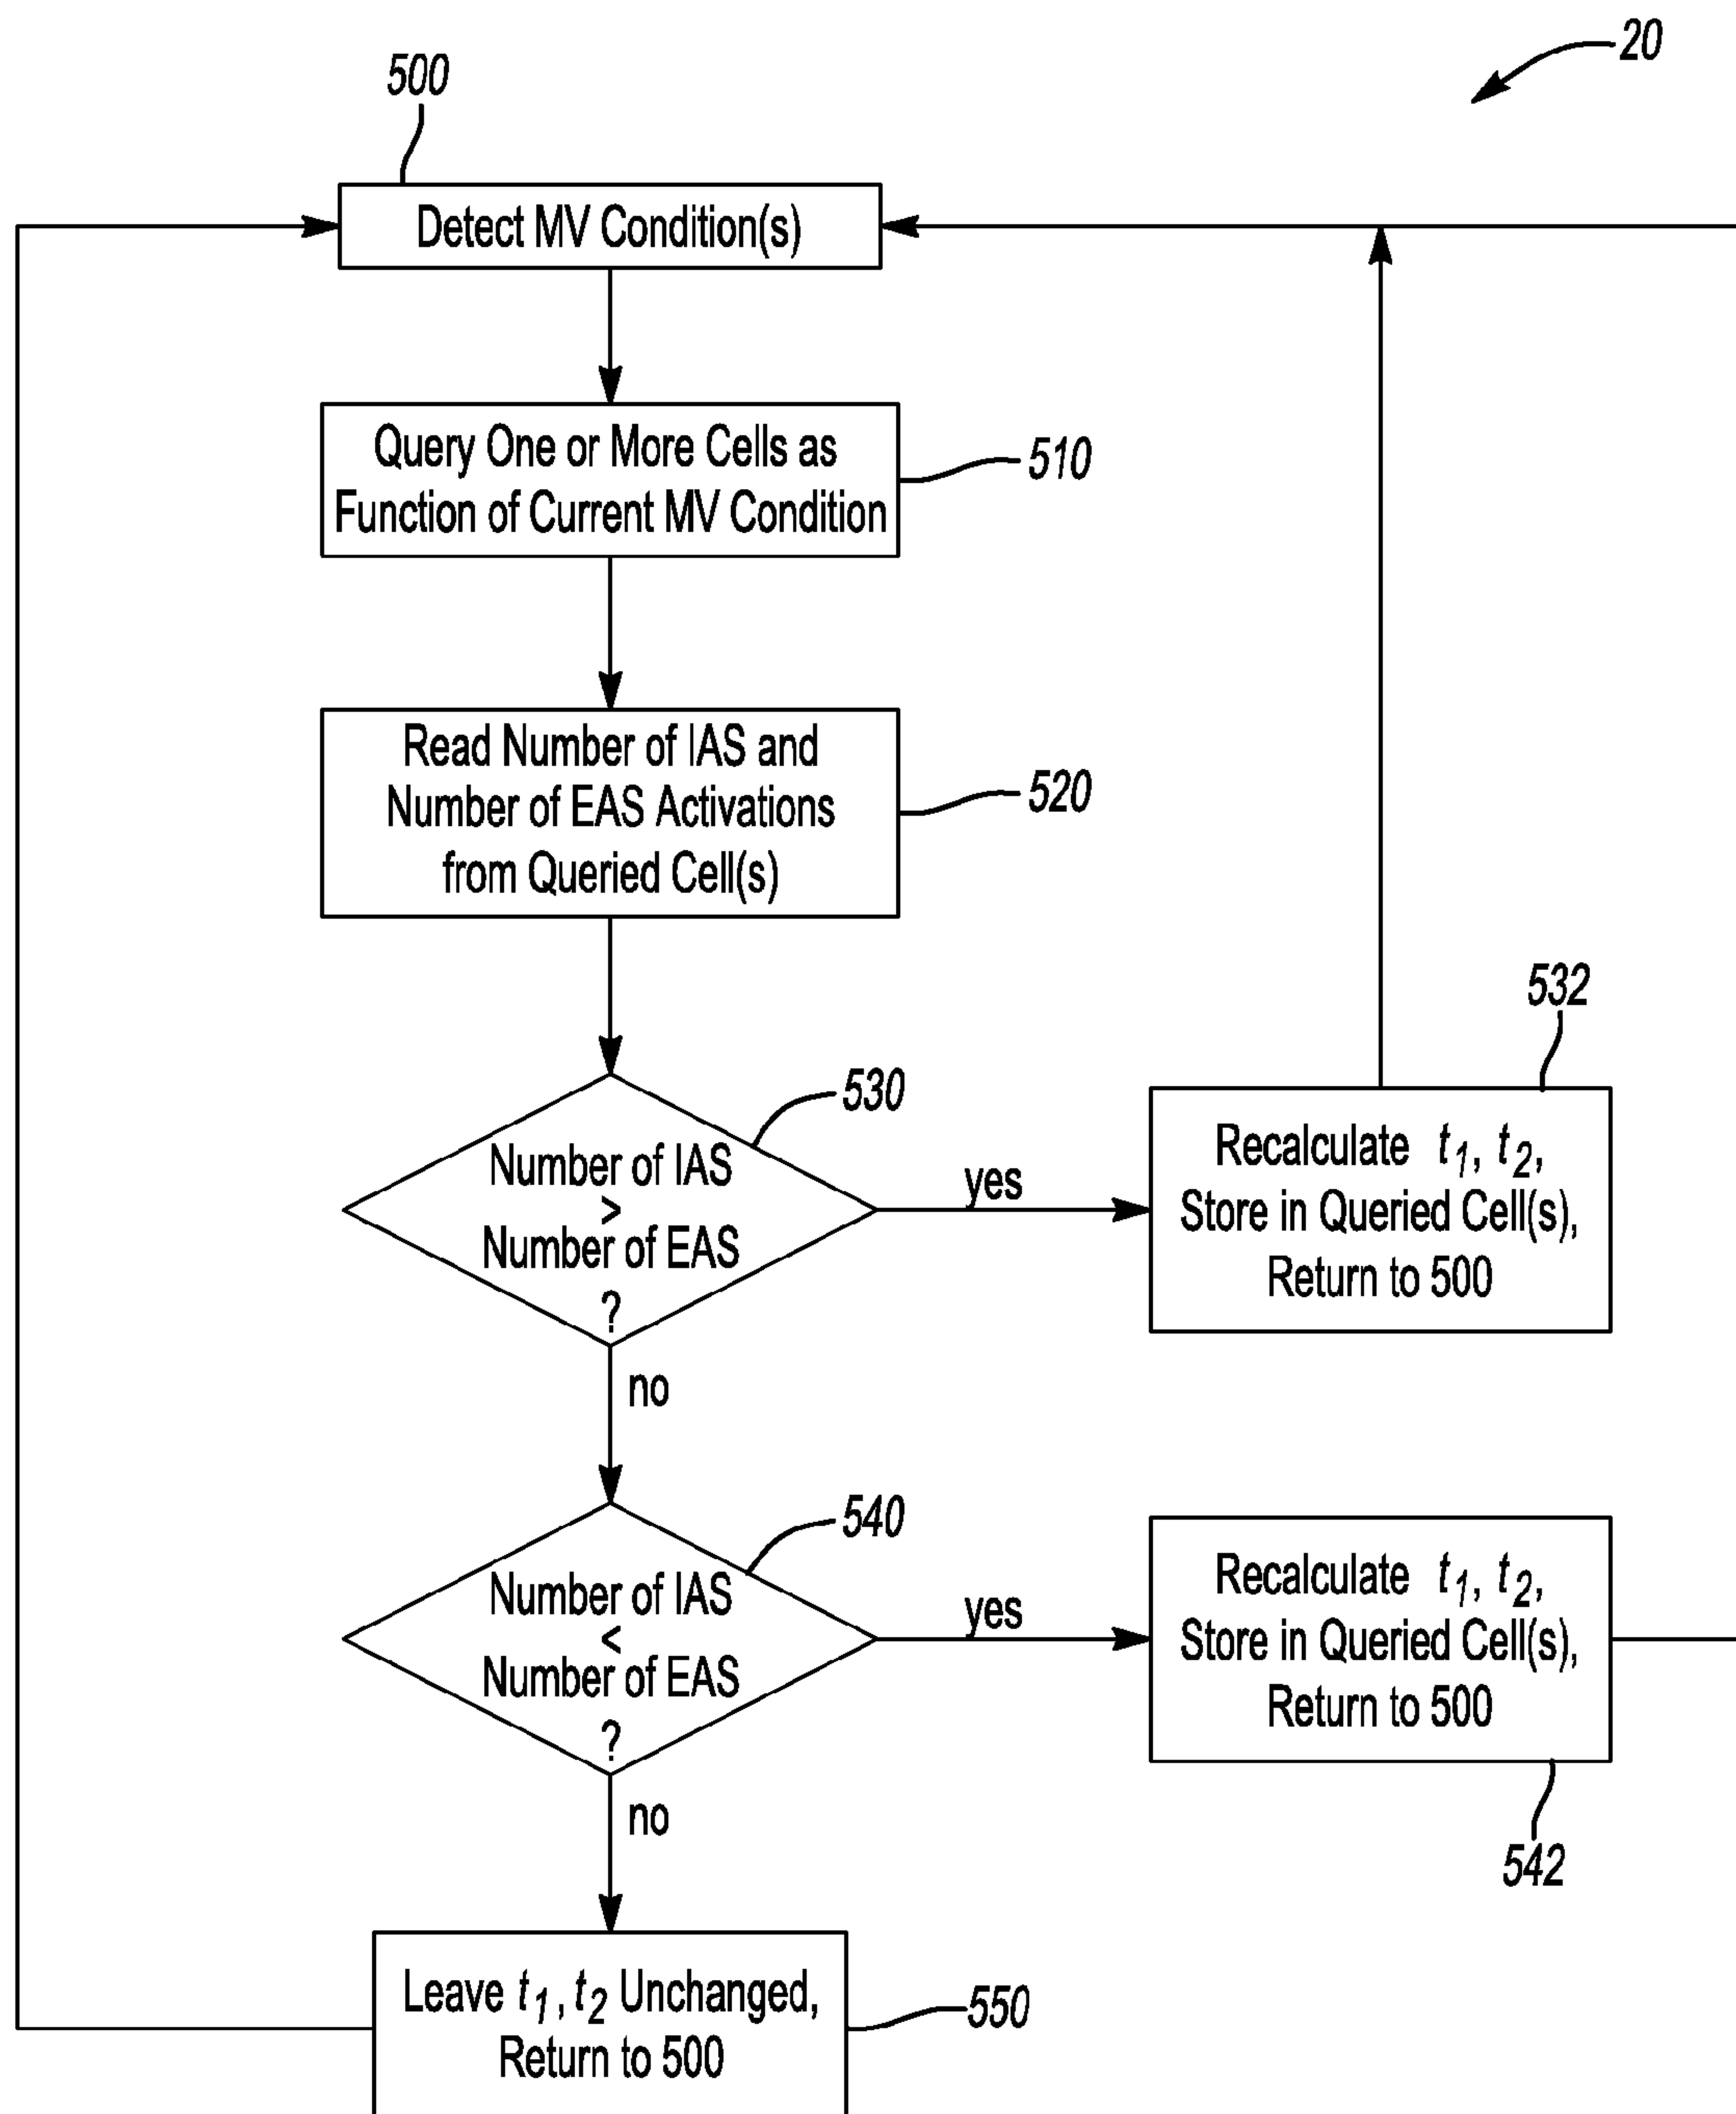 20
500
Detect MV Condition(s)
Query One or More Cells as
Function of Current MV Condition
510
Read Number of IAS and
Number of EAS Activations
from Queried Cell(s)
520
530
Number of IAS
>
Number of EAS
?
yes
532
Recalculate t1, t2,
Store in Queried Cell(s),
Return to 500
no
540
Number of IAS
<
Number of EAS
?
yes
Recalculate t1, t2,
Store in Queried Cell(s),
Return to 500
542
no
Leave t1, t2 Unchanged,
Return to 500
550